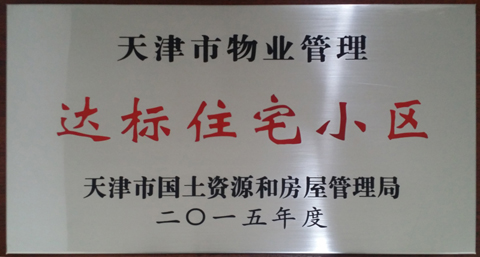 天津市物业管理
达标住宅小区
天津市国土资源和房屋管理局
二〇一五年度